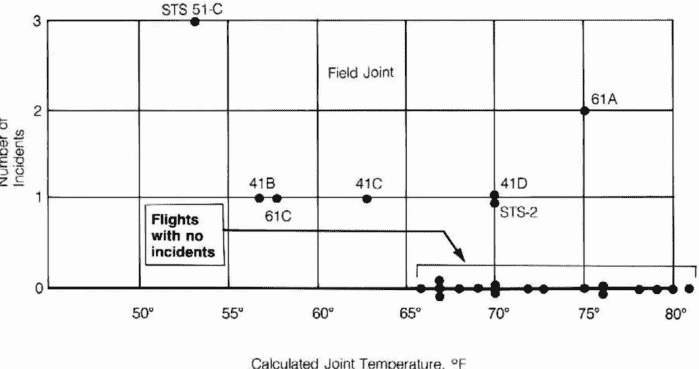 STS 51-C
3
Field Joint
61A
2
Number of
Incidents
41B
41C
41D
1
61C
STS-2
Flights
with no
incidents
0
50° 55° 60° 65° 70° 75° 80°
Calculated Joint Temperature, °F